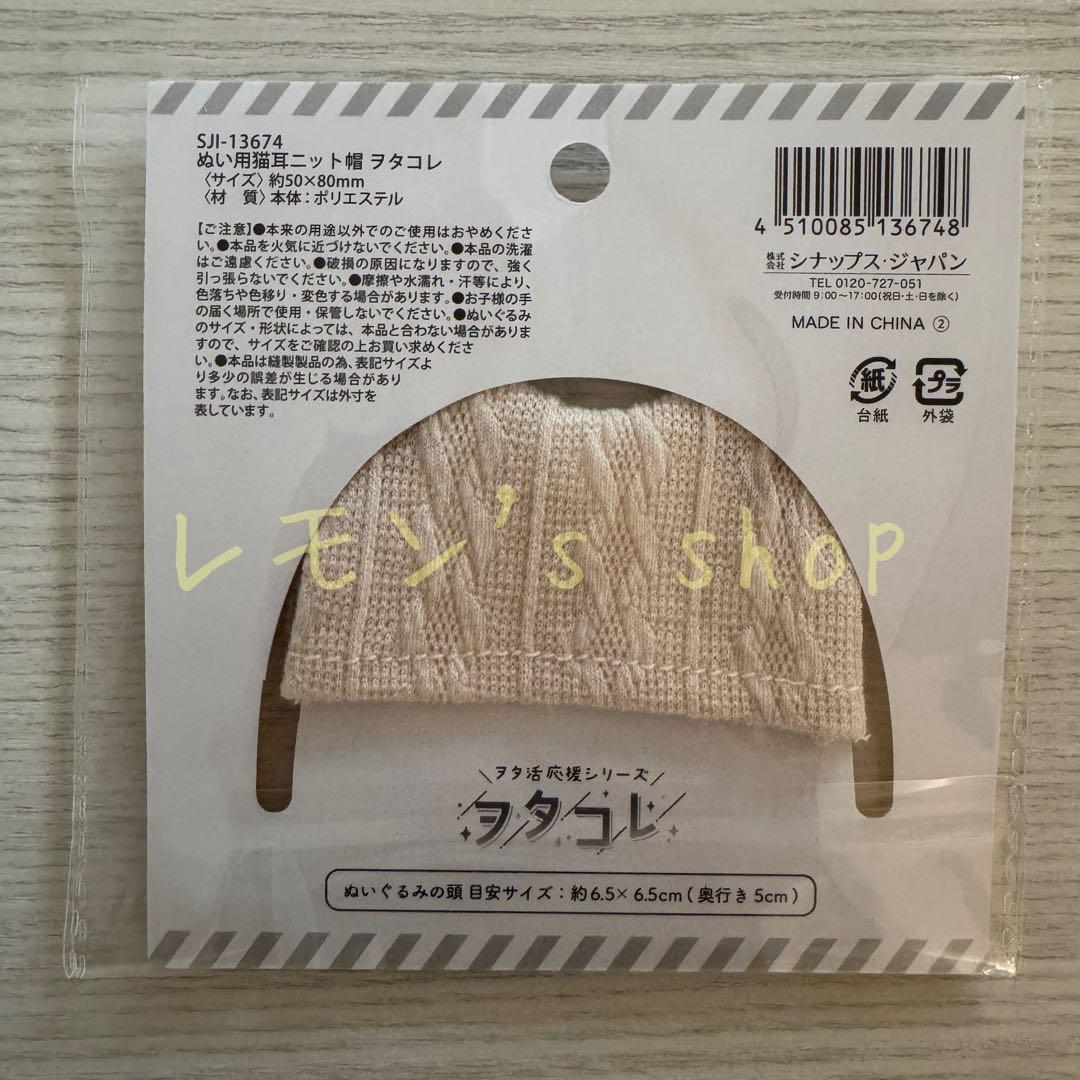 SJI-13674
ぬい用猫耳ニット帽 ヲタコレ
〈サイズ〉約50×80mm
〈材　質〉本体：ポリエステル
【ご注意】●本来の用途以外でのご使用はおやめくださ
い。●本品を火気に近づけないでください。●本品の洗濯
はご遠慮ください。●破損の原因になりますので、強く
引っ張らないでください。●摩擦や水濡れ・汗等により、
色落ちや色移り・変色する場合があります。●お子様の手
の届く場所で使用・保管しないでください。●ぬいぐるみ
のサイズ・形状によっては、本品と合わない場合がありま
すので、サイズをご確認の上お買い求めくださ
い。●本品は縫製製品の為、表記サイズよ
り多少の誤差が生じる場合があり
ます。なお、表記サイズは外寸を
表しています。
4 510085 136748
株式会社 シナップス・ジャパン
TEL 0120-727-051
受付時間 9:00～17:00(祝日・土・日を除く)
MADE IN CHINA ②
紙 プラ
台紙 外袋
レモン's shop
＼ヲタ活応援シリーズ／
ヲタコレ
ぬいぐるみの頭 目安サイズ：約6.5×6.5cm(奥行き5cm)